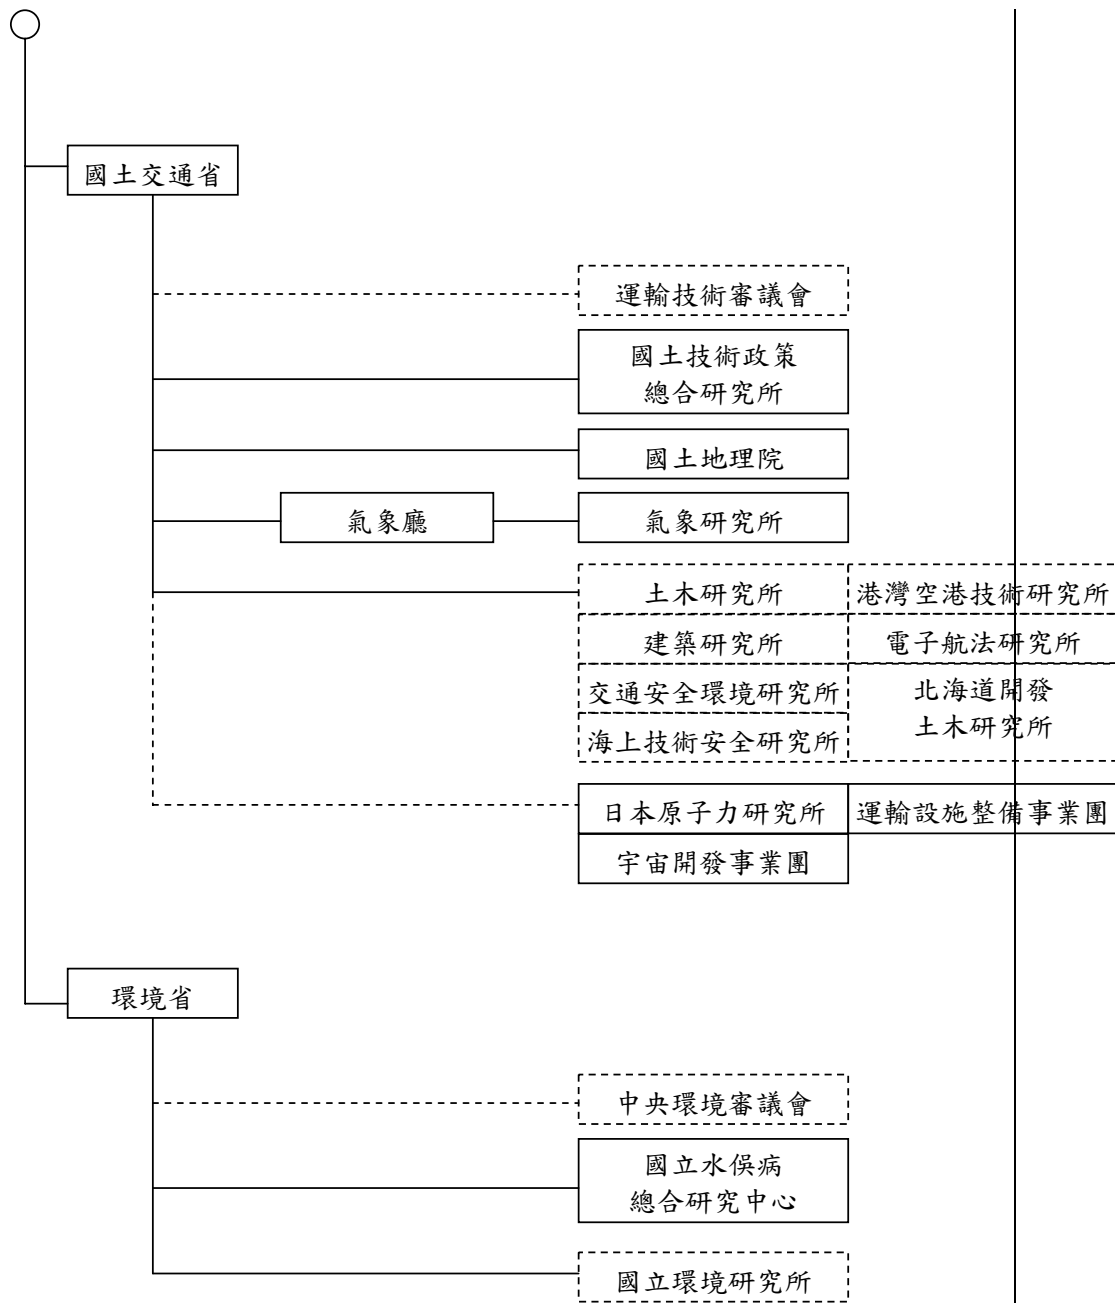 國土交通省
運輸技術審議會
國土技術政策
總合研究所
國土地理院
氣象廳
氣象研究所
土木研究所
港灣空港技術研究所
建築研究所
電子航法研究所
交通安全環境研究所
北海道開發
土木研究所
海上技術安全研究所
日本原子力研究所
運輸設施整備事業團
宇宙開發事業團
環境省
中央環境審議會
國立水俣病
總合研究中心
國立環境研究所